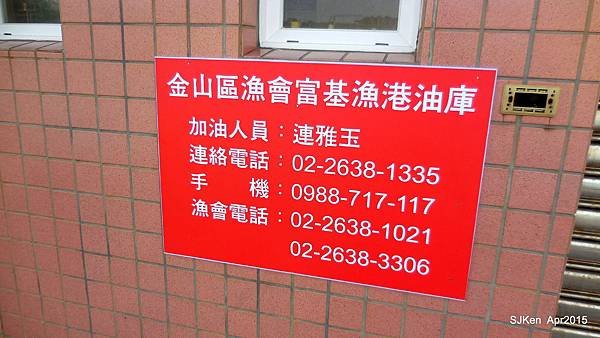 金山區漁會富基漁港油庫
加油人員：連雅玉
連絡電話：02-2638-1335
手　　機：0988-717-117
漁會電話：02-2638-1021
02-2638-3306
SJKen Apr2015